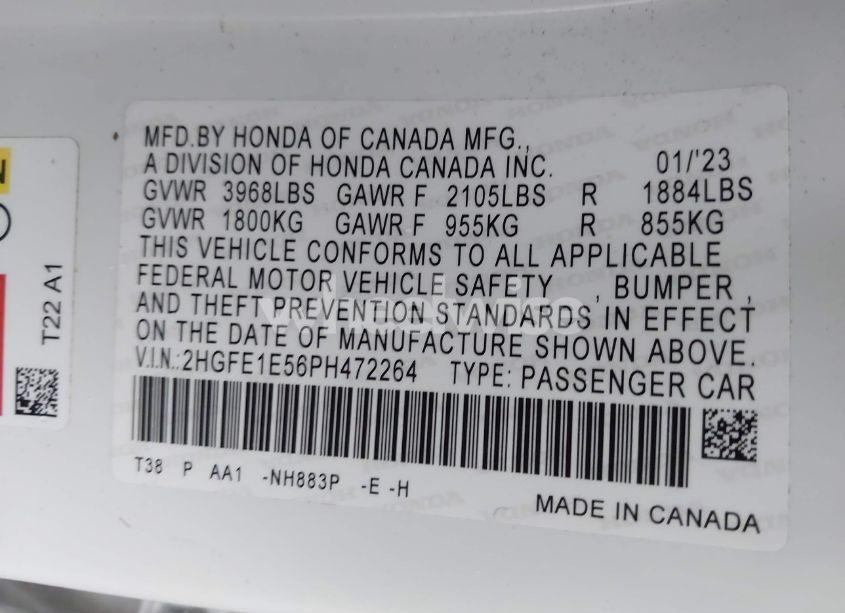 MFD.BY HONDA OF CANADA MFG.,
A DIVISION OF HONDA CANADA INC. 01/'23
GVWR 3968LBS GAWR F 2105LBS R 1884LBS
GVWR 1800KG GAWR F 955KG R 855KG
THIS VEHICLE CONFORMS TO ALL APPLICABLE
FEDERAL MOTOR VEHICLE SAFETY , BUMPER ,
AND THEFT PREVENTION STANDARDS IN EFFECT
ON THE DATE OF MANUFACTURE SHOWN ABOVE.
V.I.N.:2HGFE1E56PH472264 TYPE: PASSENGER CAR
T38 P AA1 -NH883P -E -H
MADE IN CANADA
T22 A1